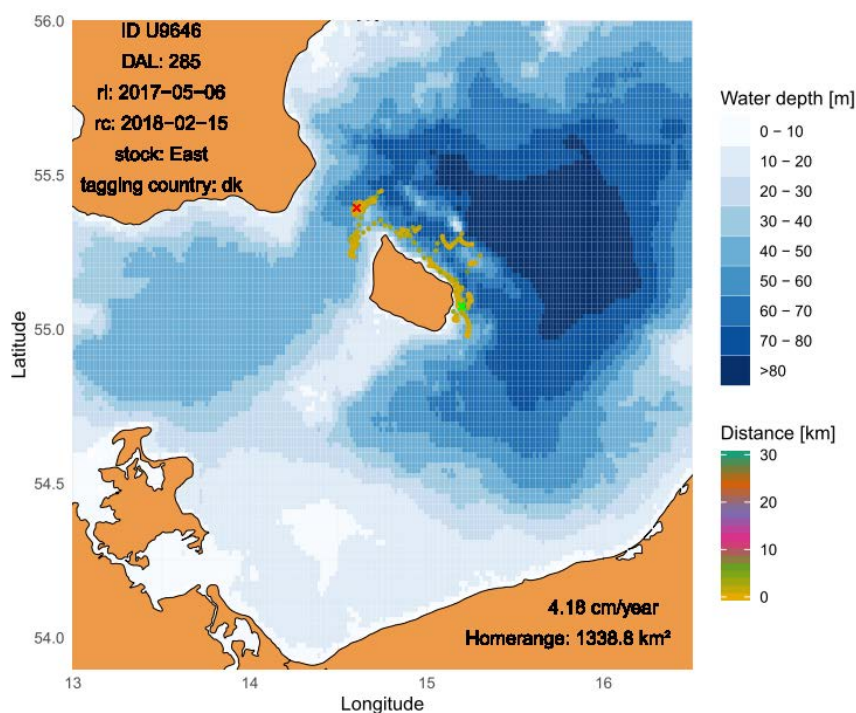 56.0
ID U9646
DAL: 285
rl: 2017-05-06
rc: 2018-02-15
stock: East
tagging country: dk
55.5
55.0
54.5
54.0
Latitude
4.18 cm/year
Homerange: 1338.8 km²
13
14
15
16
Longitude
Water depth [m]
0 - 10
10 - 20
20 - 30
30 - 40
40 - 50
50 - 60
60 - 70
70 - 80
>80
Distance [km]
30
20
10
0